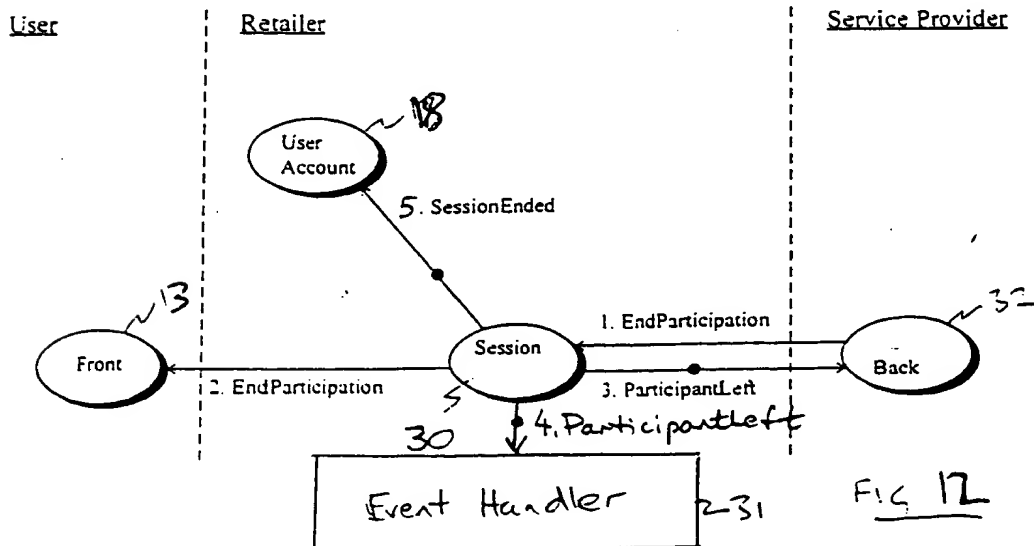 User
Retailer
Service Provider
18
User
Account
5. SessionEnded
13
32
1. EndParticipation
Front
Session
Back
2. EndParticipation
3. ParticipantLeft
30
4. ParticipantLeft
Event Handler
31
FIG 12